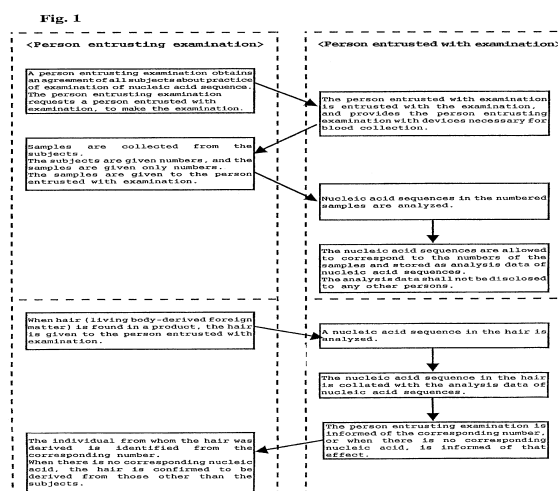 Fig. 1
<Person entrusting examination>
<Person entrusted with examination>
A person entrusting examination obtains
an agreement of all subjects about practice
of examination of nucleic acid sequence.
The person entrusting examination
requests a person entrusted with
examination, to make the examination.
The person entrusted with examination
is entrusted with the examination,
and provides the person entrusting
examination with devices necessary for
blood collection.
Samples are collected from the
subjects.
The subjects are given numbers, and the
samples are given only numbers.
The samples are given to the person
entrusted with examination.
Nucleic acid sequences in the numbered
samples are analyzed.
The nucleic acid sequences are allowed
to correspond to the numbers of the
samples and stored as analysis data of
nucleic acid sequences.
The analysis data shall not be disclosed
to any other persons.
When hair (living body-derived foreign
matter) is found in a product, the hair
is given to the person entrusted with
examination.
A nucleic acid sequence in the hair is
analyzed.
The nucleic acid sequence in the hair
is collated with the analysis data of
nucleic acid sequences.
The person entrusting examination is
informed of the corresponding number,
or when there is no corresponding
nucleic acid, is informed of that
effect.
The individual from whom the hair was
derived is identified from the
corresponding number.
When there is no corresponding nucleic
acid, the hair is confirmed to be
derived from those other than the
subjects.